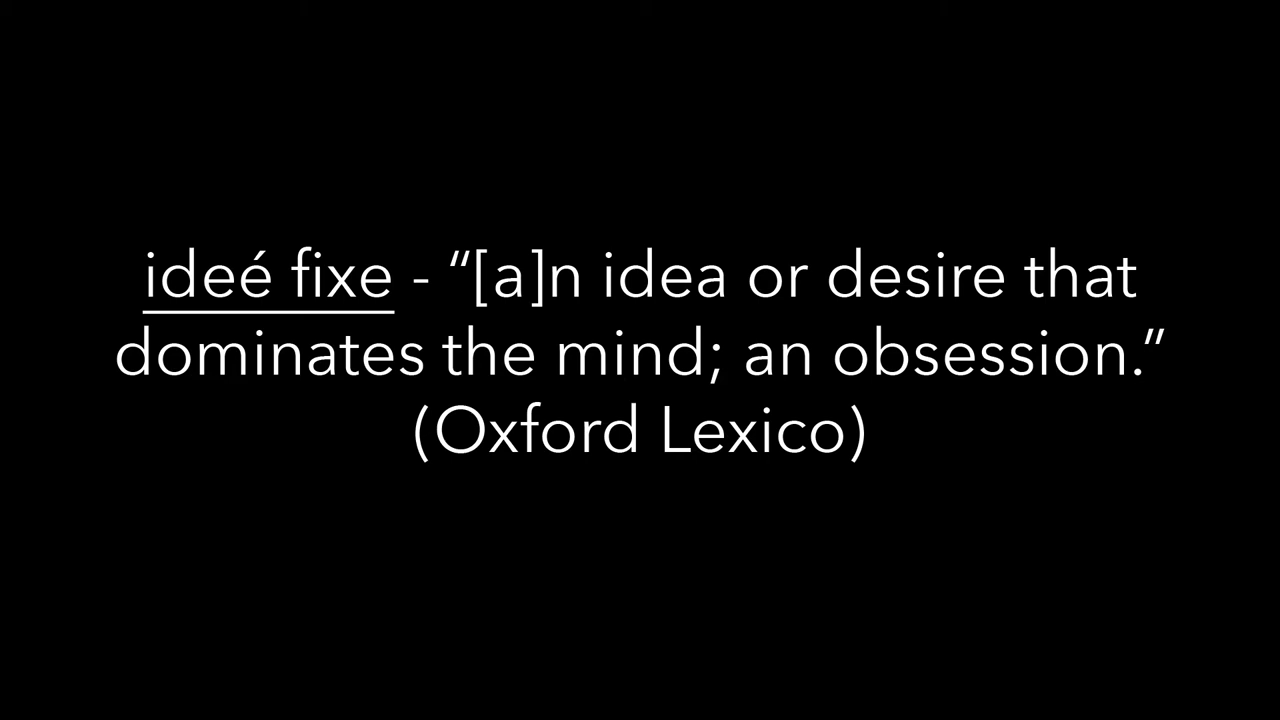 ideé fixe - “[a]n idea or desire that
dominates the mind; an obsession.”
(Oxford Lexico)